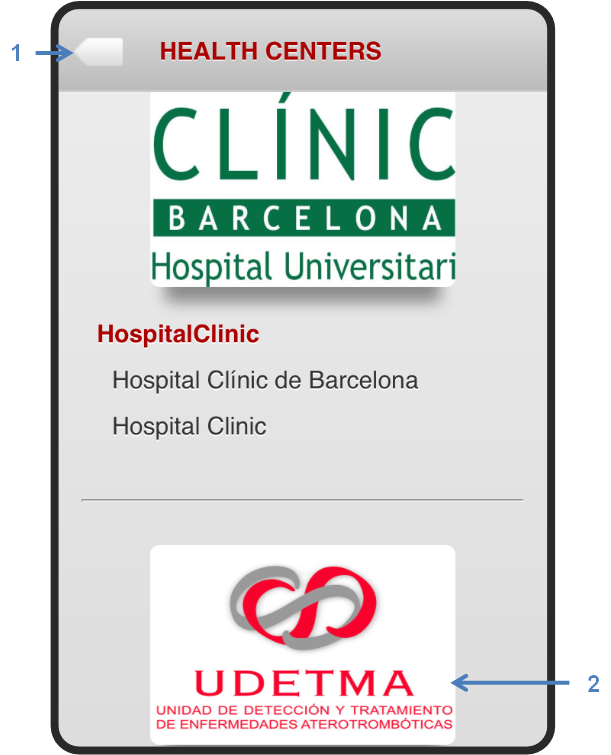 1
HEALTH CENTERS
CLÍNIC
BARCELONA
Hospital Universitari
HospitalClinic
Hospital Clínic de Barcelona
Hospital Clinic
UDETMA
2
UNIDAD DE DETECCIÓN Y TRATAMIENTO
DE ENFERMEDADES ATEROTROMBÓTICAS